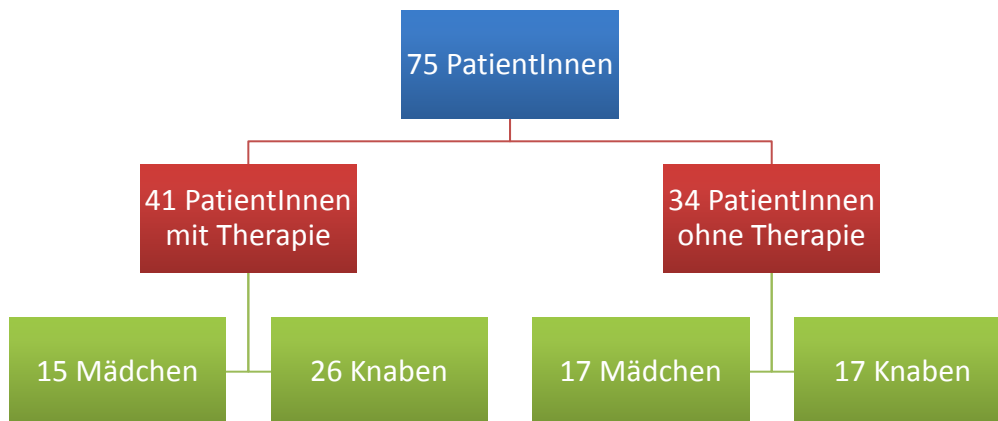 75 PatientInnen
41 PatientInnen
mit Therapie
34 PatientInnen
ohne Therapie
15 Mädchen
26 Knaben
17 Mädchen
17 Knaben